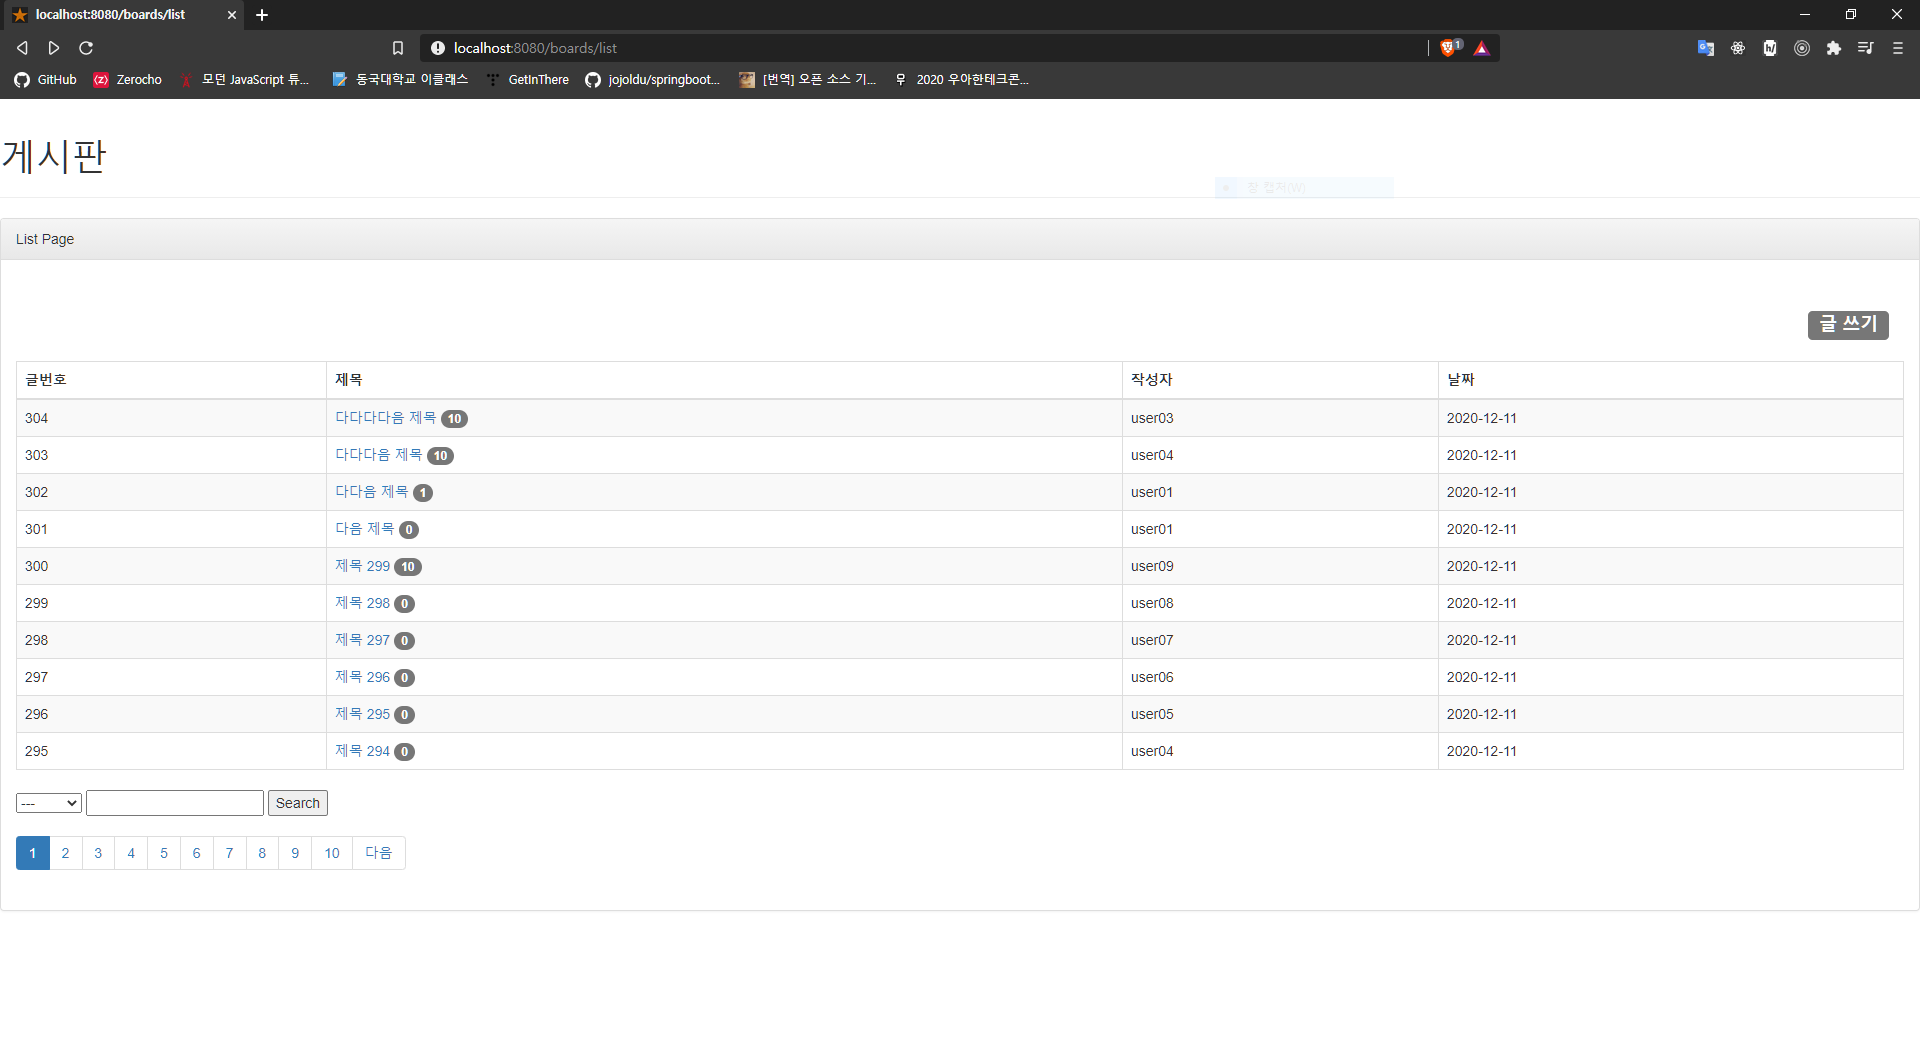 localhost:8080/boards/list
localhost:8080/boards/list 1
GitHub Zerocho 모던 JavaScript 튜... 동국대학교 이클래스 GetInThere jojoldu/springboot... [번역] 오픈 소스 기... 2020 우아한테크콘...
게시판
창 캡처(W)
List Page
글 쓰기
글번호 제목 작성자 날짜
304 다다다다음 제목 10 user03 2020-12-11
303 다다다음 제목 10 user04 2020-12-11
302 다다음 제목 1 user01 2020-12-11
301 다음 제목 0 user01 2020-12-11
300 제목 299 10 user09 2020-12-11
299 제목 298 0 user08 2020-12-11
298 제목 297 0 user07 2020-12-11
297 제목 296 0 user06 2020-12-11
296 제목 295 0 user05 2020-12-11
295 제목 294 0 user04 2020-12-11
--- Search
1 2 3 4 5 6 7 8 9 10 다음